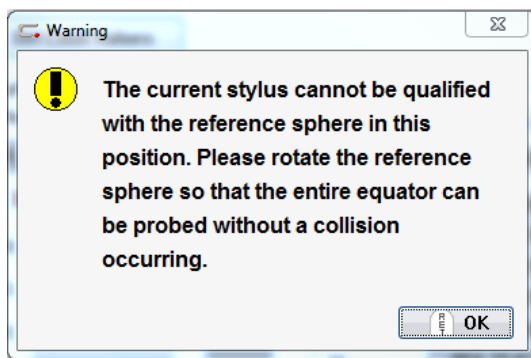 Warning
The current stylus cannot be qualified
with the reference sphere in this
position. Please rotate the reference
sphere so that the entire equator can
be probed without a collision
occurring.
RET OK